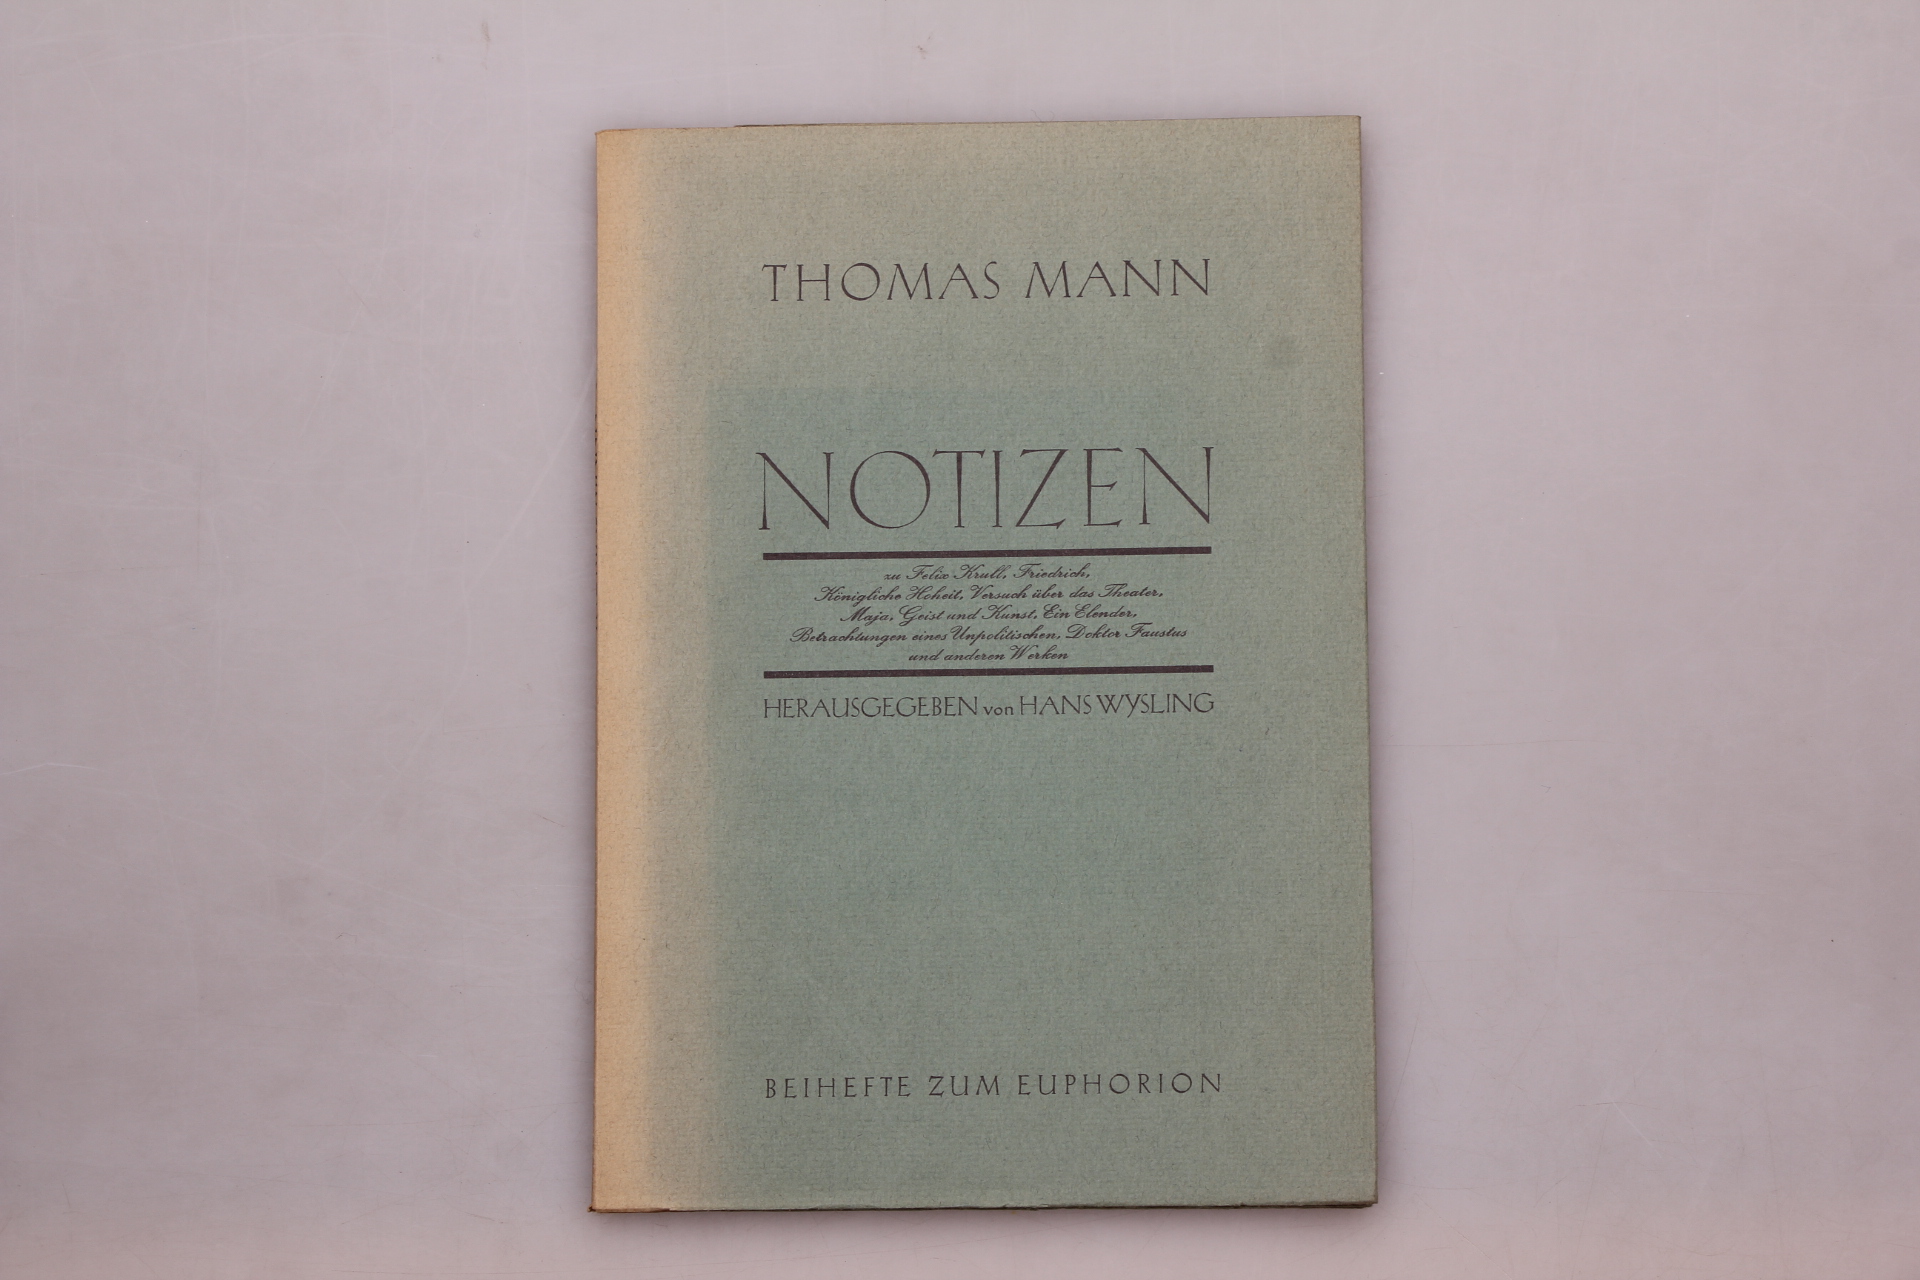 THOMAS MANN
NOTIZEN
zu Felix Krull, Friedrich,
Königliche Hoheit, Versuch über das Theater,
Maja, Geist und Kunst, Ein Elender,
Betrachtungen eines Unpolitischen, Doktor Faustus
und anderen Werken
HERAUSGEGEBEN von HANS WYSLING
BEIHEFTE ZUM EUPHORION